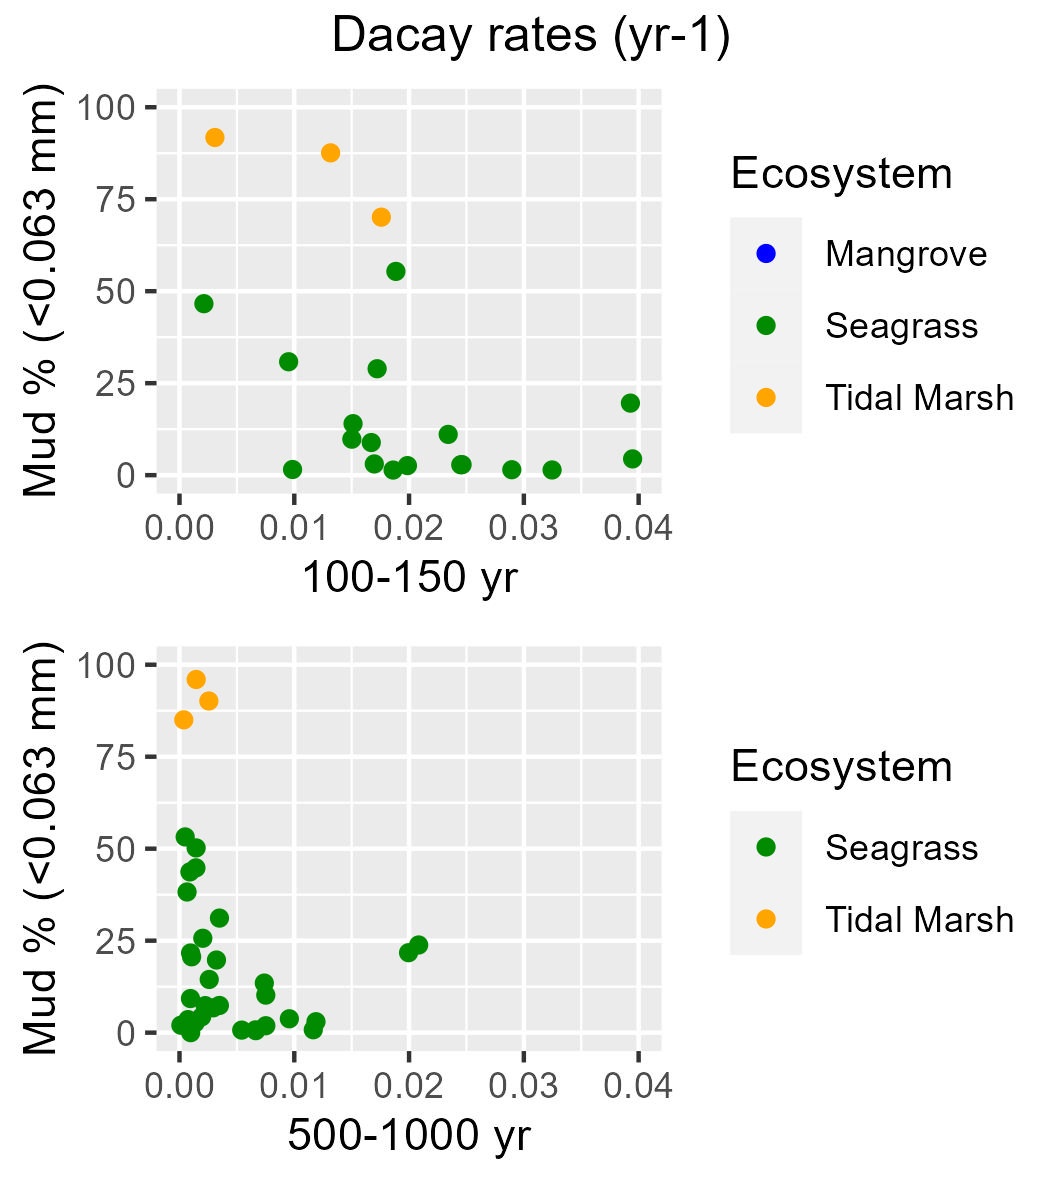 Dacay rates (yr-1)
Mud % (<0.063 mm)
100
75
50
25
0
0.00 0.01 0.02 0.03 0.04
100-150 yr
Ecosystem
Mangrove
Seagrass
Tidal Marsh
Mud % (<0.063 mm)
100
75
50
25
0
0.00 0.01 0.02 0.03 0.04
500-1000 yr
Ecosystem
Seagrass
Tidal Marsh